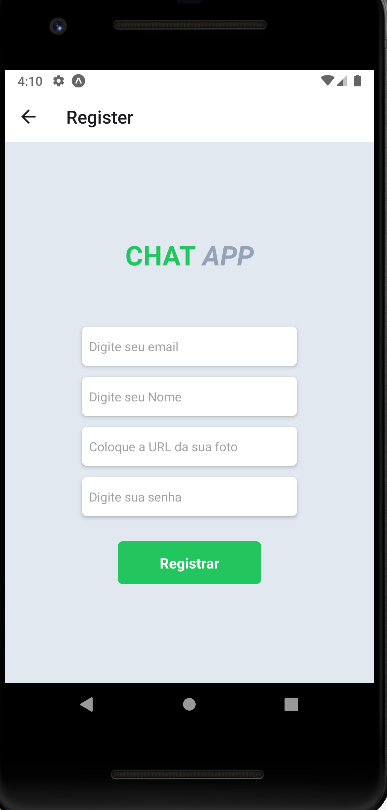 4:10
Register
CHAT APP
Digite seu email
Digite seu Nome
Coloque a URL da sua foto
Digite sua senha
Registrar